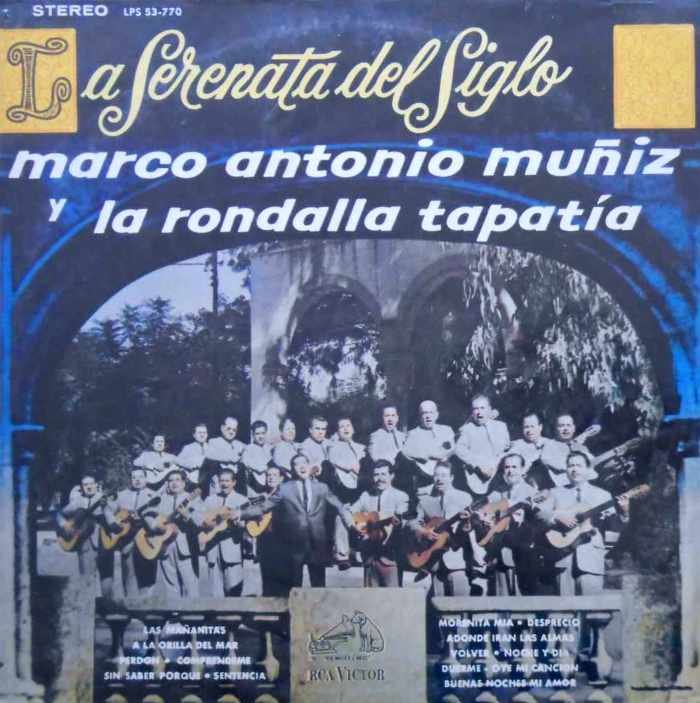 STEREO LPS 53-770
La Serenata del Siglo
marco antonio muñiz
y la rondalla tapatía
LAS MAÑANITAS
A LA ORILLA DEL MAR
PERDON • COMPRENDEME
SIN SABER PORQUE • SENTENCIA
RCA VICTOR
MORENITA MIA • DESPRECIO
ADONDE IRAN LAS ALMAS
VOLVER • NOCHE Y DIA
DUERME • OYE MI CANCION
BUENAS NOCHES MI AMOR